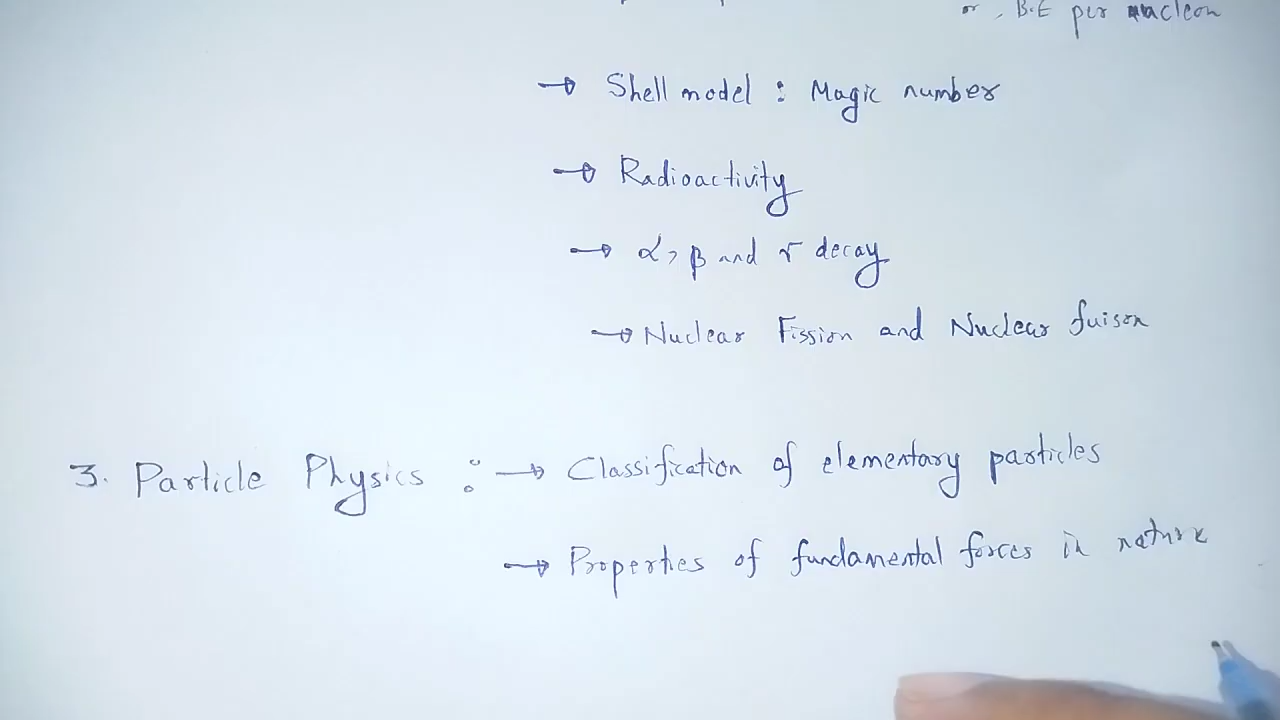 or , B.E per nucleon
→ Shell model : Magic number
→ Radioactivity
→ α, β and γ decay
→ Nuclear Fission and Nuclear fuison
3. Particle Physics : → Classification of elementary particles
→ Properties of fundamental forces in nature